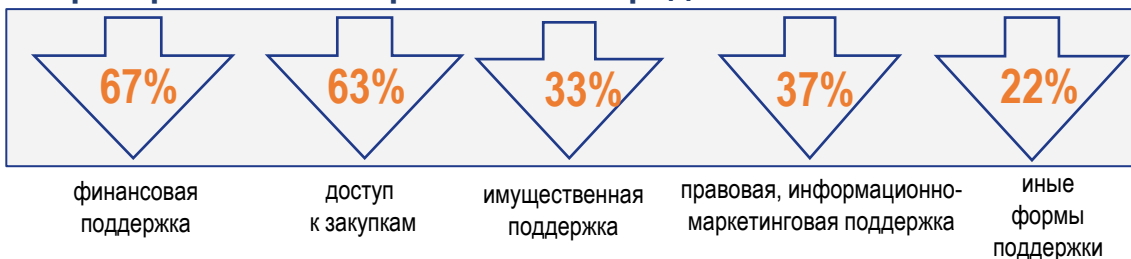 67%
63%
33%
37%
22%
финансовая
поддержка
доступ
к закупкам
имущественная
поддержка
правовая, информационно-
маркетинговая поддержка
иные
формы
поддержки